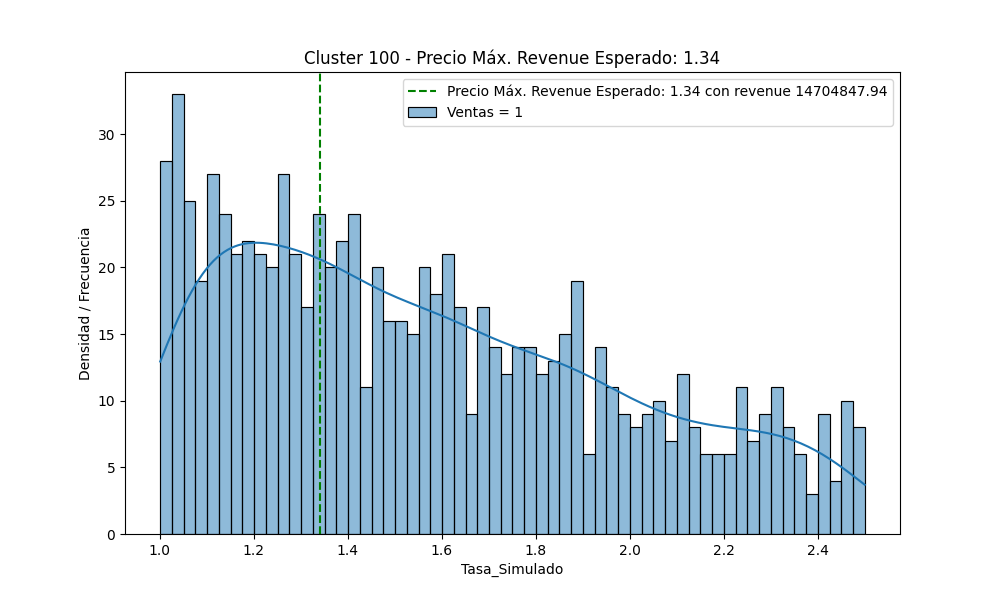 Cluster 100 - Precio Máx. Revenue Esperado: 1.34
Precio Máx. Revenue Esperado: 1.34 con revenue 14704847.94
Ventas = 1
Densidad / Frecuencia
30
25
20
15
10
5
0
1.0 1.2 1.4 1.6 1.8 2.0 2.2 2.4
Tasa_Simulado